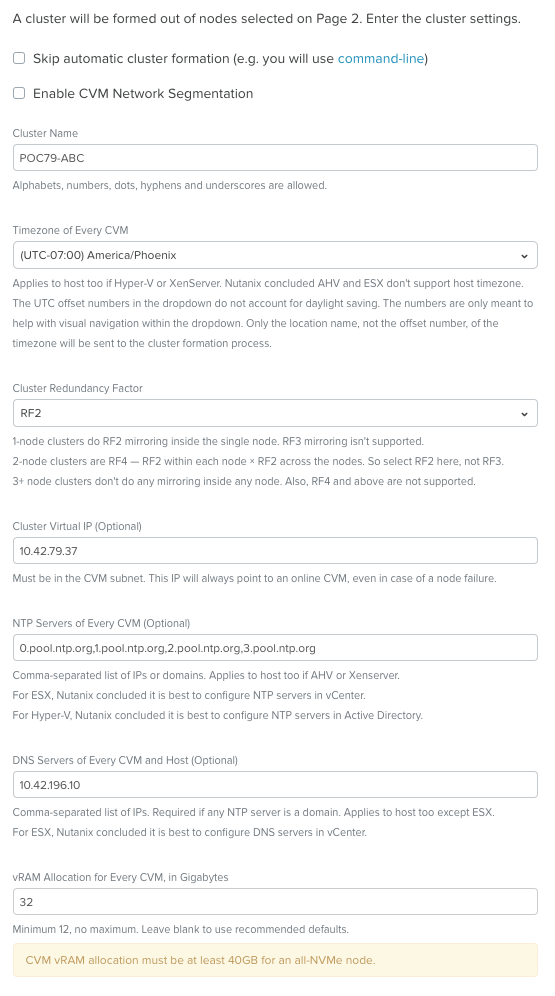 A cluster will be formed out of nodes selected on Page 2. Enter the cluster settings.
Skip automatic cluster formation (e.g. you will use command-line)
Enable CVM Network Segmentation
Cluster Name
POC79-ABC
Alphabets, numbers, dots, hyphens and underscores are allowed.
Timezone of Every CVM
(UTC-07:00) America/Phoenix
Applies to host too if Hyper-V or XenServer. Nutanix concluded AHV and ESX don't support host timezone.
The UTC offset numbers in the dropdown do not account for daylight saving. The numbers are only meant to
help with visual navigation within the dropdown. Only the location name, not the offset number, of the
timezone will be sent to the cluster formation process.
Cluster Redundancy Factor
RF2
1-node clusters do RF2 mirroring inside the single node. RF3 mirroring isn't supported.
2-node clusters are RF4 — RF2 within each node × RF2 across the nodes. So select RF2 here, not RF3.
3+ node clusters don't do any mirroring inside any node. Also, RF4 and above are not supported.
Cluster Virtual IP (Optional)
10.42.79.37
Must be in the CVM subnet. This IP will always point to an online CVM, even in case of a node failure.
NTP Servers of Every CVM (Optional)
0.pool.ntp.org,1.pool.ntp.org,2.pool.ntp.org,3.pool.ntp.org
Comma-separated list of IPs or domains. Applies to host too if AHV or Xenserver.
For ESX, Nutanix concluded it is best to configure NTP servers in vCenter.
For Hyper-V, Nutanix concluded it is best to configure NTP servers in Active Directory.
DNS Servers of Every CVM and Host (Optional)
10.42.196.10
Comma-separated list of IPs. Required if any NTP server is a domain. Applies to host too except ESX.
For ESX, Nutanix concluded it is best to configure DNS servers in vCenter.
vRAM Allocation for Every CVM, in Gigabytes
32
Minimum 12, no maximum. Leave blank to use recommended defaults.
CVM vRAM allocation must be at least 40GB for an all-NVMe node.